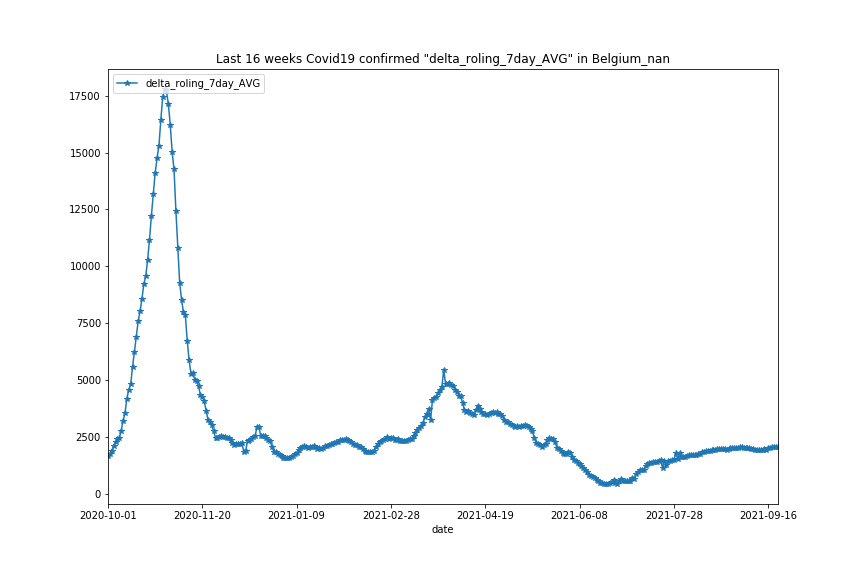 Last 16 weeks Covid19 confirmed "delta_roling_7day_AVG" in Belgium_nan
delta_roling_7day_AVG
17500
15000
12500
10000
7500
5000
2500
0
2020-10-01 2020-11-20 2021-01-09 2021-02-28 2021-04-19 2021-06-08 2021-07-28 2021-09-16
date